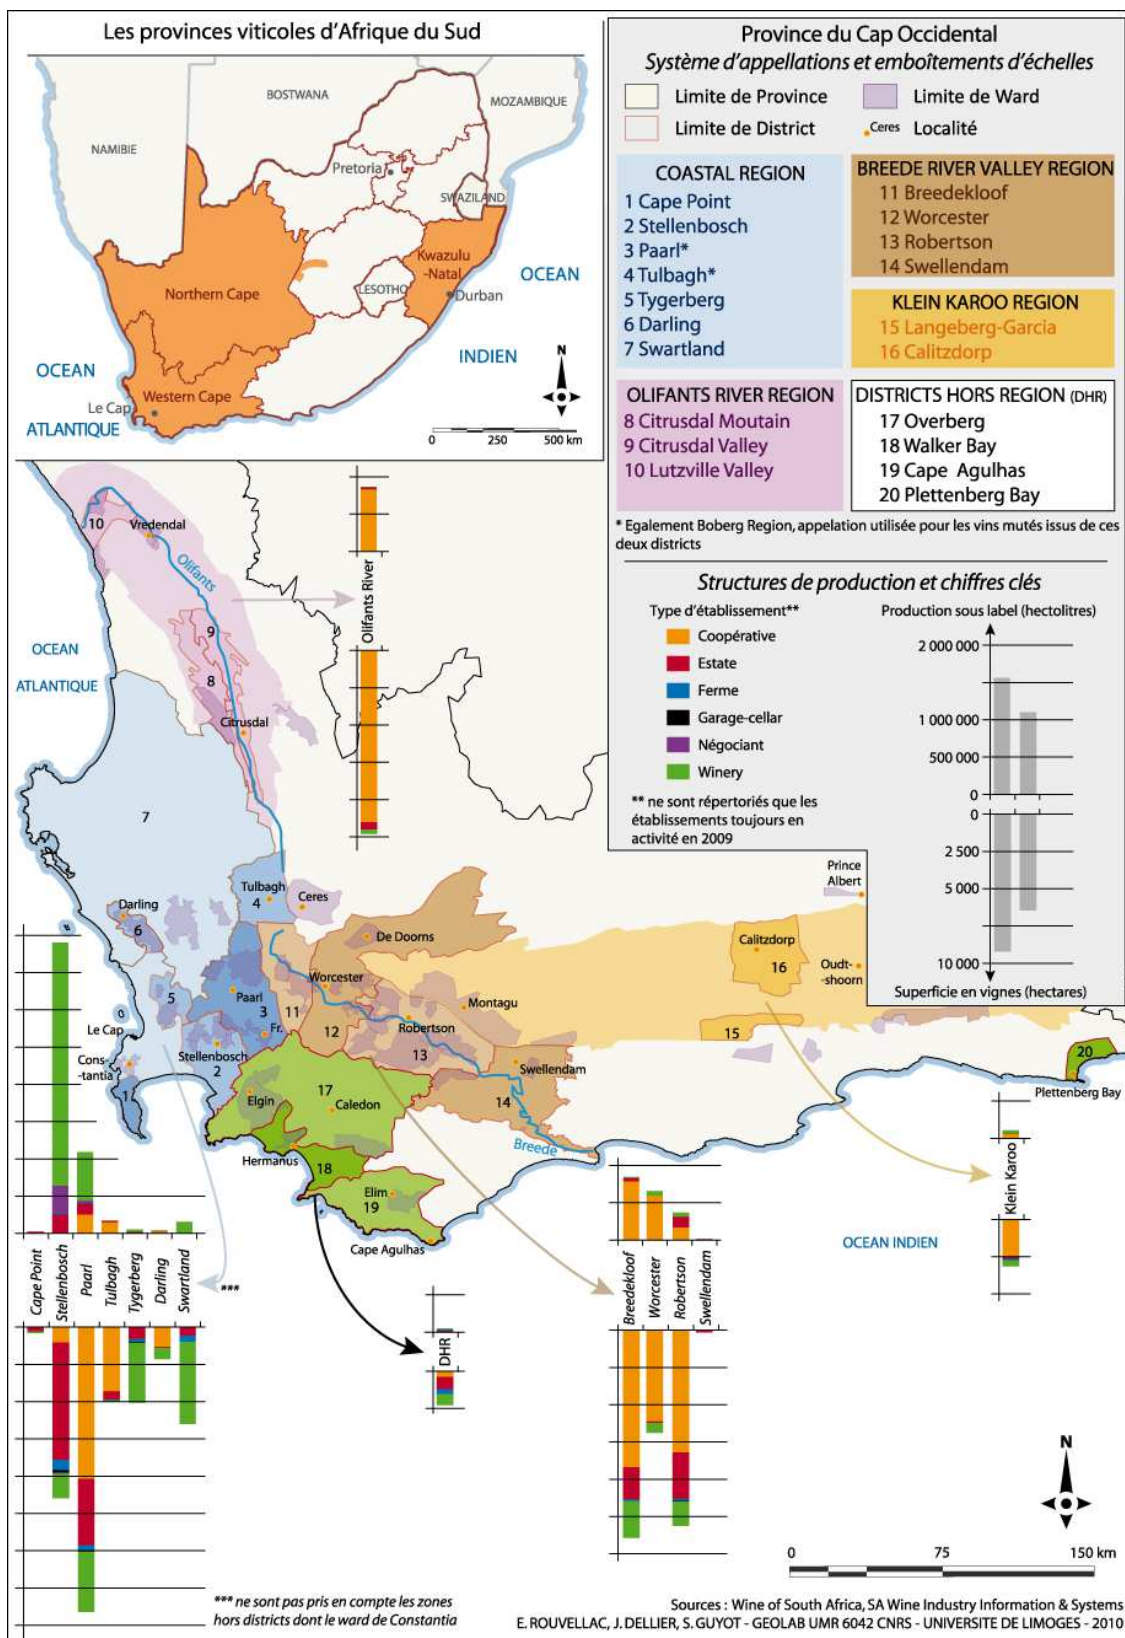 Les provinces viticoles d'Afrique du Sud
BOSTWANA
MOZAMBIQUE
NAMIBIE
Pretoria
SWAZILAND
Kwazulu
-Natal
OCEAN
Northern Cape
LESOTHO
Durban
INDIEN
OCEAN
Western Cape
Le Cap
ATLANTIQUE
N
0 250 500 km
Province du Cap Occidental
Système d'appellations et emboîtements d'échelles
Limite de Province
Limite de Ward
Limite de District
Ceres Localité
COASTAL REGION
1 Cape Point
2 Stellenbosch
3 Paarl*
4 Tulbagh*
5 Tygerberg
6 Darling
7 Swartland
BREEDE RIVER VALLEY REGION
11 Breedekloof
12 Worcester
13 Robertson
14 Swellendam
KLEIN KAROO REGION
15 Langeberg-Garcia
16 Calitzdorp
OLIFANTS RIVER REGION
8 Citrusdal Moutain
9 Citrusdal Valley
10 Lutzville Valley
DISTRICTS HORS REGION (DHR)
17 Overberg
18 Walker Bay
19 Cape Agulhas
20 Plettenberg Bay
* Egalement Boberg Region, appelation utilisée pour les vins mutés issus de ces
deux districts
Structures de production et chiffres clés
Type d'établissement**
Coopérative
Estate
Ferme
Garage-cellar
Négociant
Winery
** ne sont répertoriés que les
établissements toujours en
activité en 2009
Production sous label (hectolitres)
2 000 000
1 000 000
500 000
0
0
2 500
5 000
10 000
Superficie en vignes (hectares)
10
Vredendal
Olifants
Olifants River
OCEAN
ATLANTIQUE
9
8
Citrusdal
7
Tulbagh
4
Ceres
Darling
6
De Doorns
Prince
Albert
Calitzdorp
16
Oudt-
-shoorn
Worcester
Paarl
3
5
11
12
Montagu
Robertson
13
15
Le Cap
Fr.
Stellenbosch
2
Cons-
-tantia
1
Swellendam
14
20
Plettenberg Bay
17
Elgin
Caledon
Breede
Hermanus
18
Elim
19
Cape Agulhas
OCEAN INDIEN
Klein Karoo
Cape Point
Stellenbosch
Paarl
Tulbagh
Tygerberg
Darling
Swartland
***
DHR
Breedekloof
Worcester
Robertson
Swellendam
N
0 75 150 km
*** ne sont pas pris en compte les zones
hors districts dont le ward de Constantia
Sources : Wine of South Africa, SA Wine Industry Information & Systems
E. ROUVELLAC, J. DELLIER, S. GUYOT - GEOLAB UMR 6042 CNRS - UNIVERSITE DE LIMOGES - 2010